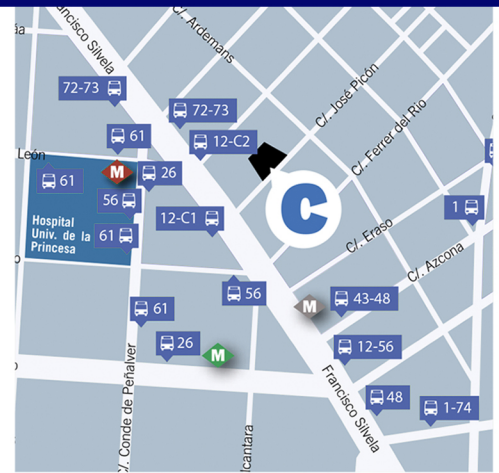 Francisco Silvela
C/. Ardemans
72-73
72-73
C/. José Picón
61
12-C2
C/. Ferrer del Rio
León
M
26
61
56
C
1
12-C1
Hospital
Univ. de la
Princesa
61
C/. Eraso
C/. Azcona
56
43-48
M
61
26
M
12-56
C/. Conde de Peñalver
Francisco Silvela
48
1-74